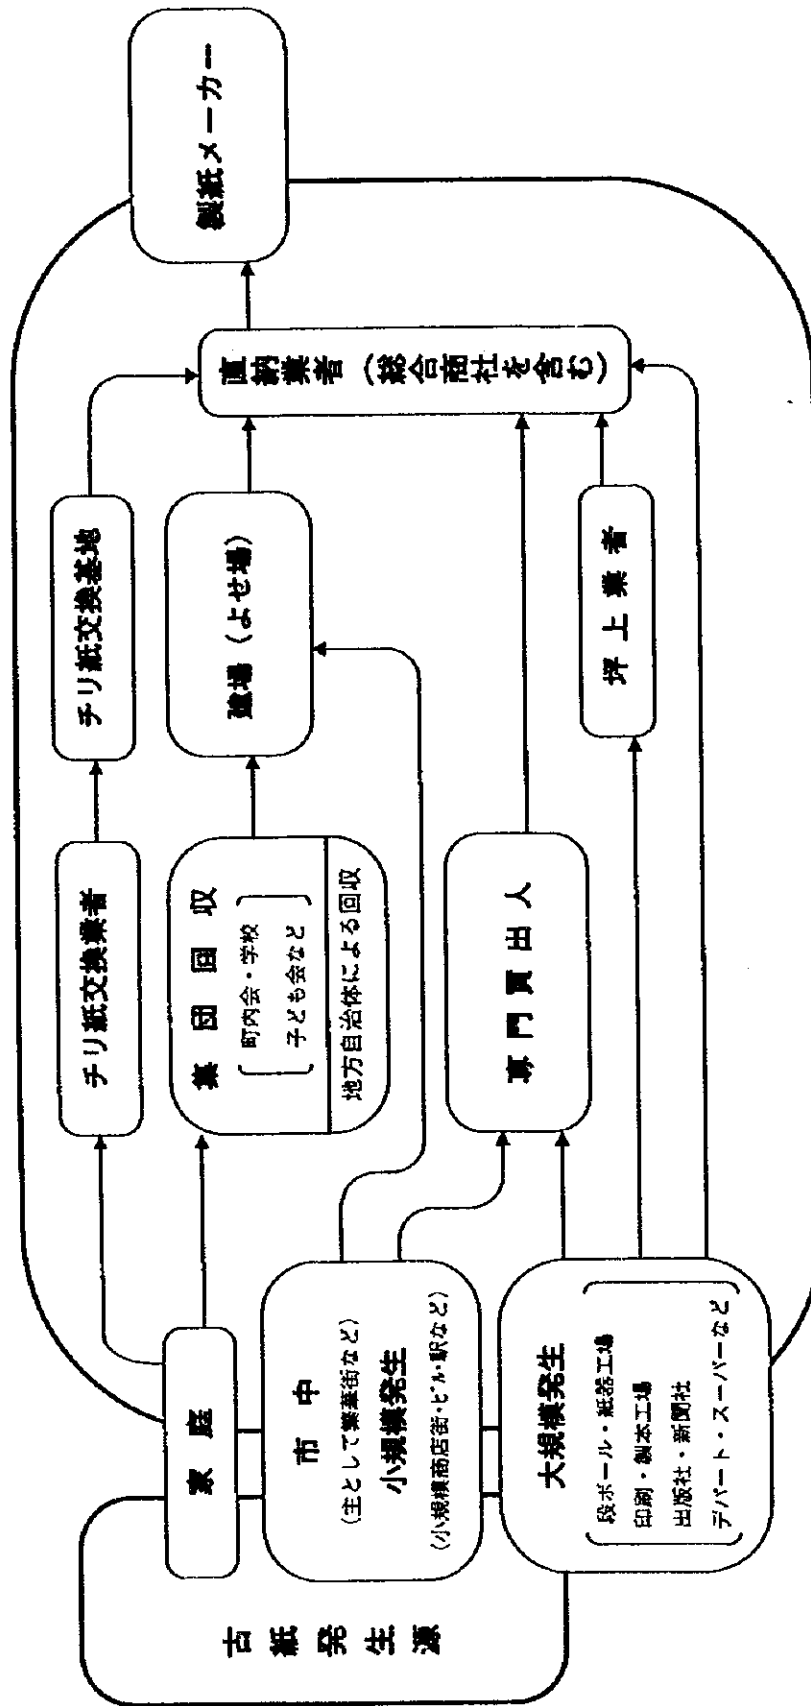 古紙発生源
家庭
市中
(主として繁華街など)
小規模発生
(小規模商店街・ビル・駅など)
大規模発生
段ボール・紙器工場
印刷・製本工場
出版社・新聞社
デパート・スーパーなど
チリ紙交換業者
集団回収
町内会・学校
子ども会など
地方自治体による回収
専門買出人
チリ紙交換基地
建場(よせ場)
坪上業者
直納業者(総合商社を含む)
製紙メーカー